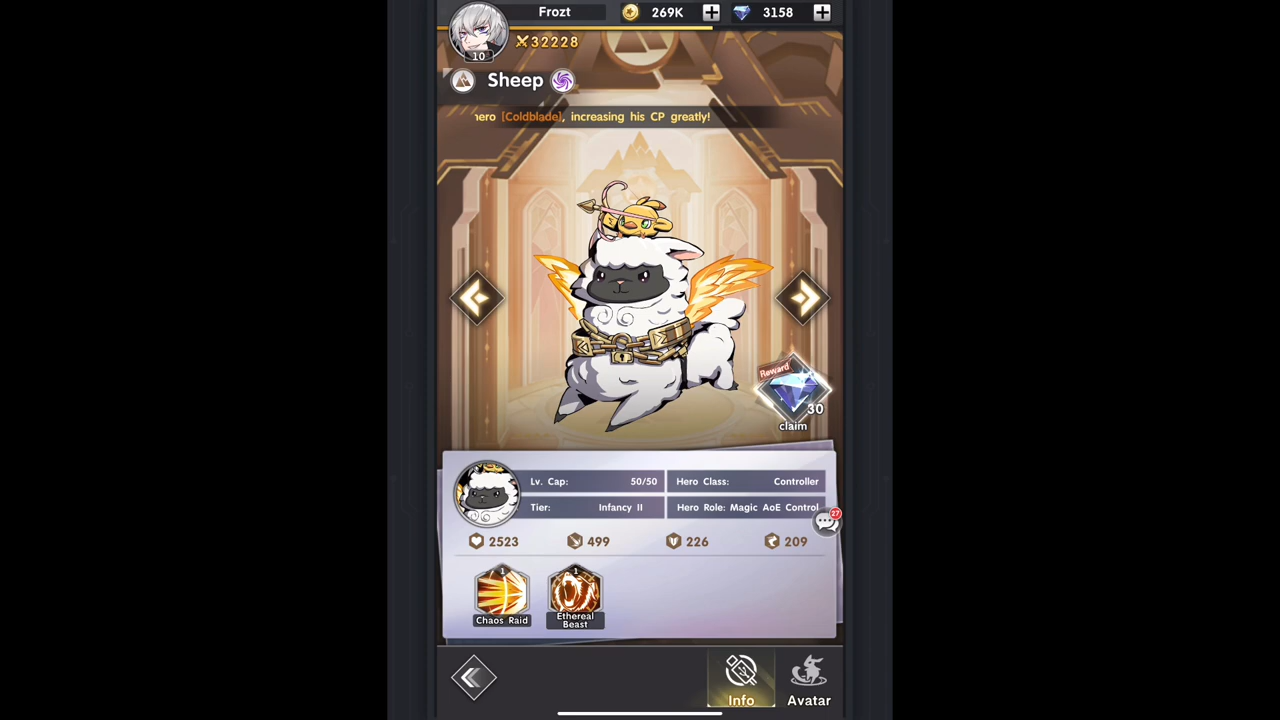 Frozt
269K
3158
10
32228
Sheep
hero [Coldblade], increasing his CP greatly!
Reward
30
claim
Lv. Cap: 50/50
Hero Class: Controller
Tier: Infancy II
Hero Role: Magic AoE Control
27
2523
499
226
209
1
Chaos Raid
1
Ethereal
Beast
Info
Avatar